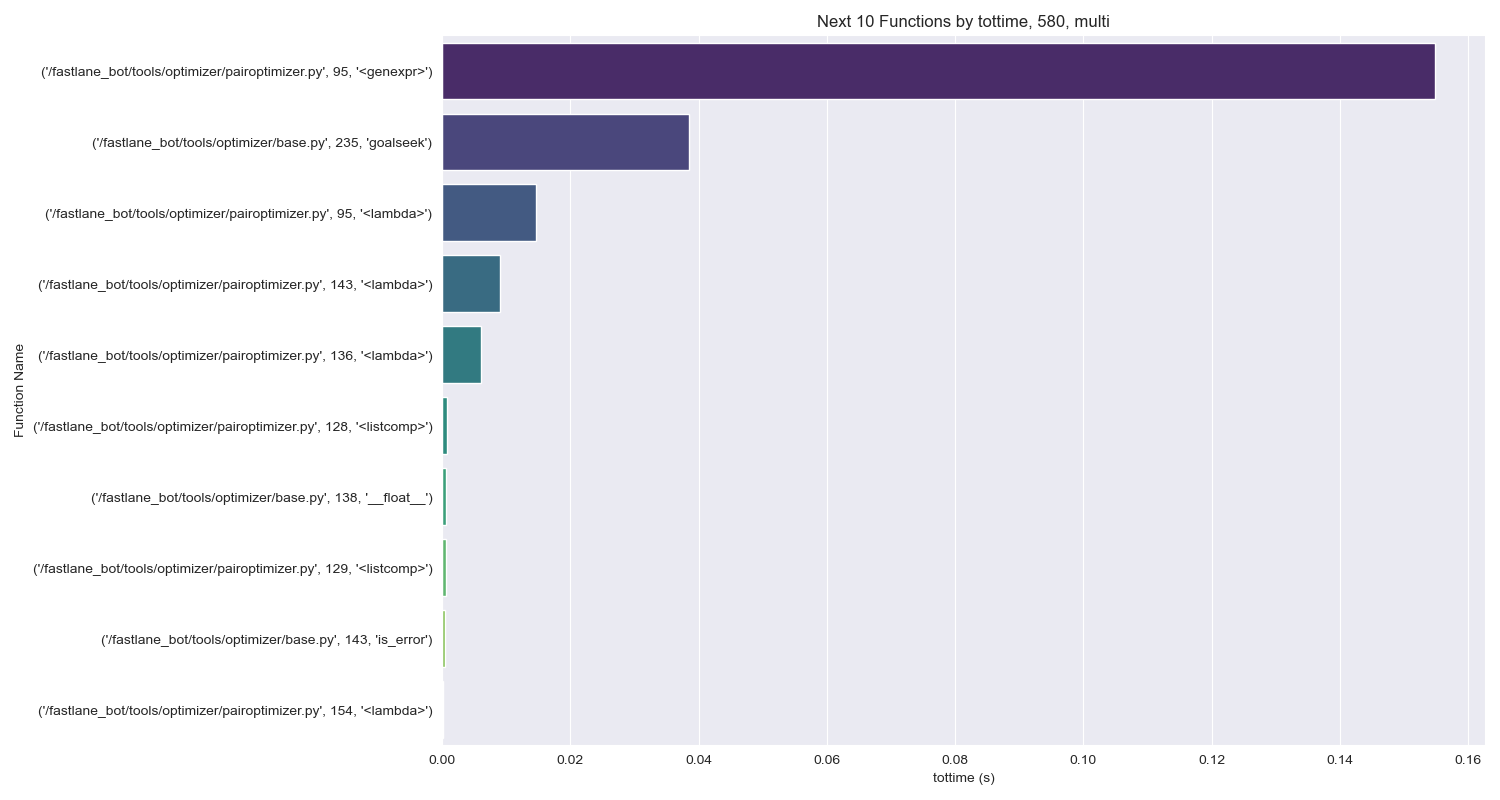 Next 10 Functions by tottime, 580, multi
Function Name
('/fastlane_bot/tools/optimizer/pairoptimizer.py', 95, '<genexpr>')
('/fastlane_bot/tools/optimizer/base.py', 235, 'goalseek')
('/fastlane_bot/tools/optimizer/pairoptimizer.py', 95, '<lambda>')
('/fastlane_bot/tools/optimizer/pairoptimizer.py', 143, '<lambda>')
('/fastlane_bot/tools/optimizer/pairoptimizer.py', 136, '<lambda>')
('/fastlane_bot/tools/optimizer/pairoptimizer.py', 128, '<listcomp>')
('/fastlane_bot/tools/optimizer/base.py', 138, '__float__')
('/fastlane_bot/tools/optimizer/pairoptimizer.py', 129, '<listcomp>')
('/fastlane_bot/tools/optimizer/base.py', 143, 'is_error')
('/fastlane_bot/tools/optimizer/pairoptimizer.py', 154, '<lambda>')
0.00 0.02 0.04 0.06 0.08 0.10 0.12 0.14 0.16
tottime (s)